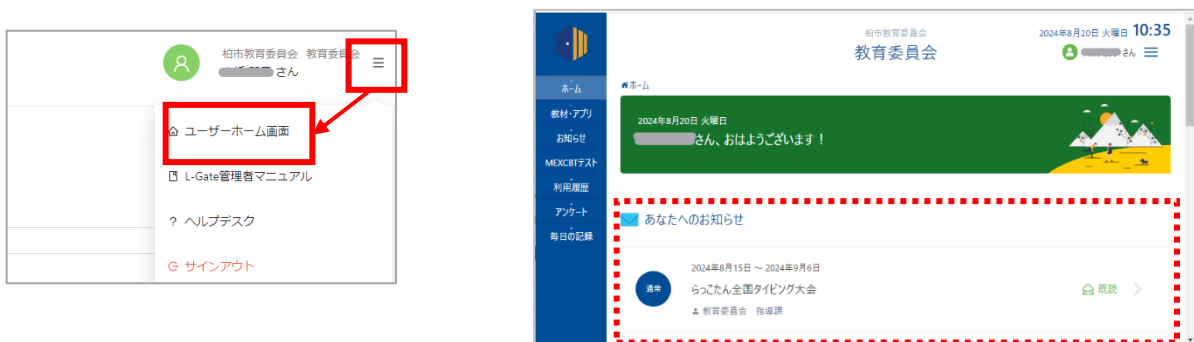 柏市教育委員会 教育委員会
さん
ユーザーホーム画面
L-Gate管理者マニュアル
? ヘルプデスク
サインアウト
柏市教育委員会
教育委員会
2024年8月20日 火曜日 10:35
さん
ホーム
教材・アプリ
お知らせ
MEXCBTテスト
利用履歴
アンケート
毎日の記録
ホーム
2024年8月20日 火曜日
さん、おはようございます！
あなたへのお知らせ
2024年8月15日 ～ 2024年9月6日
通常
らっこたん全国タイピング大会
既読
教育委員会 指導課